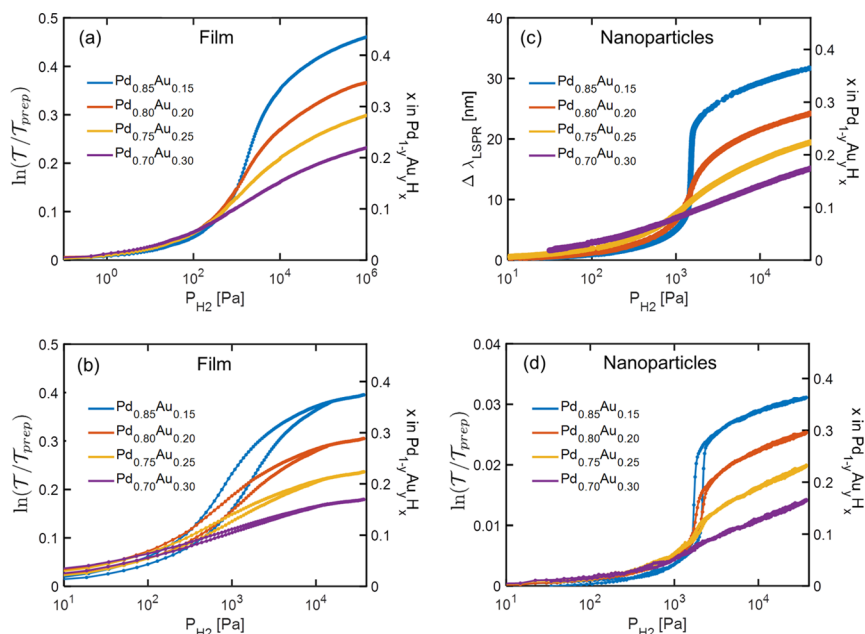 (a)
Film
0.5
0.4
0.3
0.2
0.1
0
ln(𝒯/𝒯prep)
Pd0.85Au0.15
Pd0.80Au0.20
Pd0.75Au0.25
Pd0.70Au0.30
0.4
0.3
0.2
0.1
0
x in Pd1-yAuyHx
10^0 10^2 10^4 10^6
PH2 [Pa]
(c)
Nanoparticles
40
30
20
10
0
Δ λLSPR [nm]
Pd0.85Au0.15
Pd0.80Au0.20
Pd0.75Au0.25
Pd0.70Au0.30
0.4
0.3
0.2
0.1
0
x in Pd1-yAuyHx
10^1 10^2 10^3 10^4
PH2 [Pa]
(b)
Film
0.5
0.4
0.3
0.2
0.1
0
ln(𝒯/𝒯prep)
Pd0.85Au0.15
Pd0.80Au0.20
Pd0.75Au0.25
Pd0.70Au0.30
0.4
0.3
0.2
0.1
0
x in Pd1-yAuyHx
10^1 10^2 10^3 10^4
PH2 [Pa]
(d)
Nanoparticles
0.04
0.03
0.02
0.001
0
ln(𝒯/𝒯prep)
Pd0.85Au0.15
Pd0.80Au0.20
Pd0.75Au0.25
Pd0.70Au0.30
0.4
0.3
0.2
0.1
0
x in Pd1-yAuyHx
10^1 10^2 10^3 10^4
PH2 [Pa]